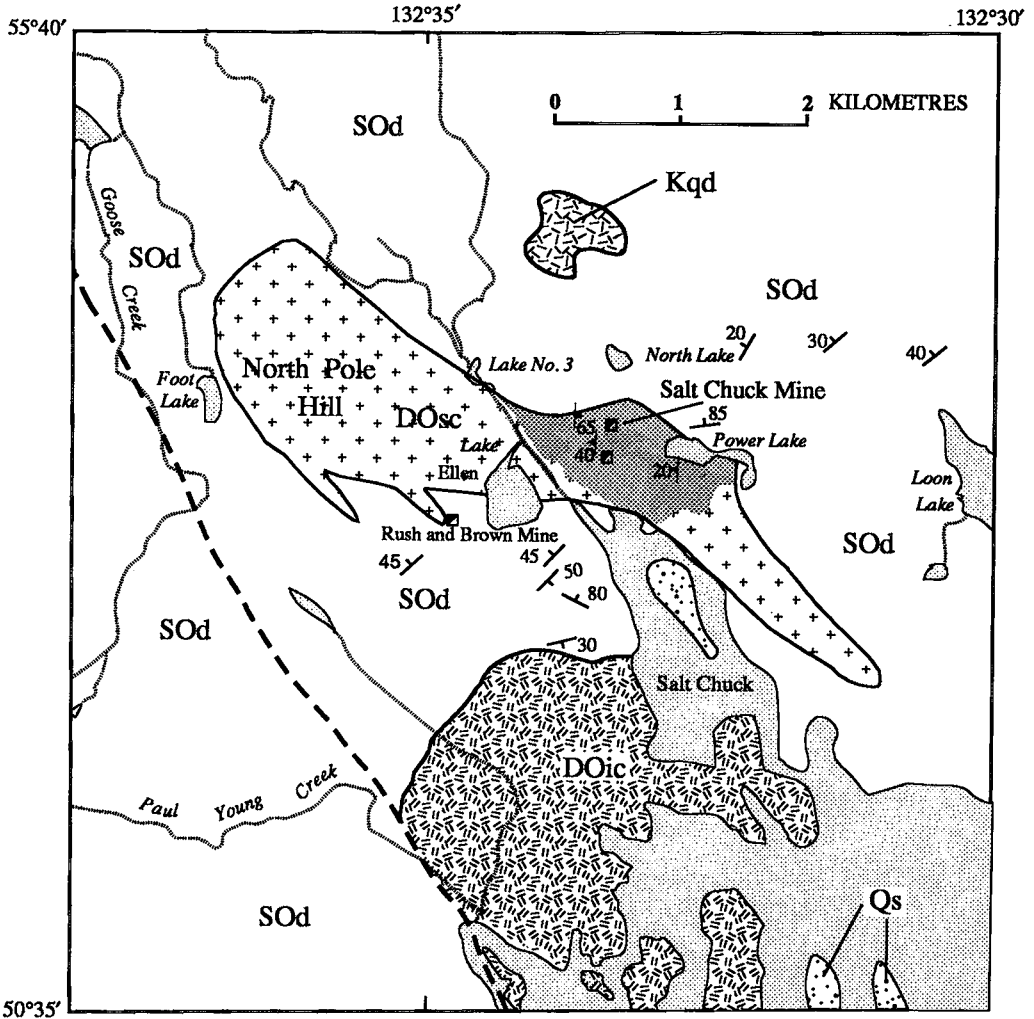 132°35′
132°30′
55°40′
0 1 2 KILOMETRES
SOd
Kqd
Goose
Creek
SOd
SOd
20
30
40
North Lake
Lake No. 3
North Pole
Hill
Foot
Lake
Salt Chuck Mine
DOsc
85
65
Power Lake
Lake
40
20
Ellen
Loon
Lake
Rush and Brown Mine
SOd
45
45
50
80
SOd
SOd
30
Salt Chuck
DOic
Paul Young Creek
Qs
SOd
50°35′